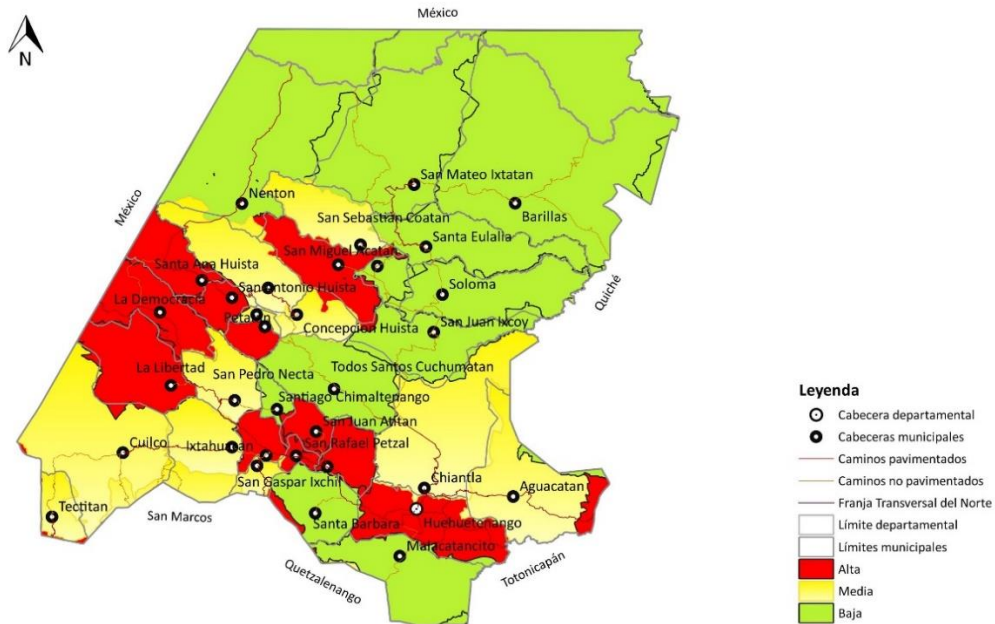 México
N
San Mateo Ixtatan
Nenton
Barillas
México
San Sebastián Coatan
Santa Eulalla
San Miguel Acatan
Santa Ana Huista
Quiché
San Antonio Huista
Soloma
La Democracia
Petatan
Concepcion Huista
San Juan Ixcoy
Todos Santos Cuchumatan
La Libertad
San Pedro Necta
Santiago Chimaltenango
San Juan Atitan
Cuilco
Ixtahuacan
San Rafael Petzal
San Gaspar Ixchil
Chiantla
Aguacatan
Tectitan
San Marcos
Santa Barbara
Huehuetenango
Malacatancito
Quetzalenango
Totonicapán
Leyenda
Cabecera departamental
Cabeceras municipales
Caminos pavimentados
Caminos no pavimentados
Franja Transversal del Norte
Límite departamental
Límites municipales
Alta
Media
Baja